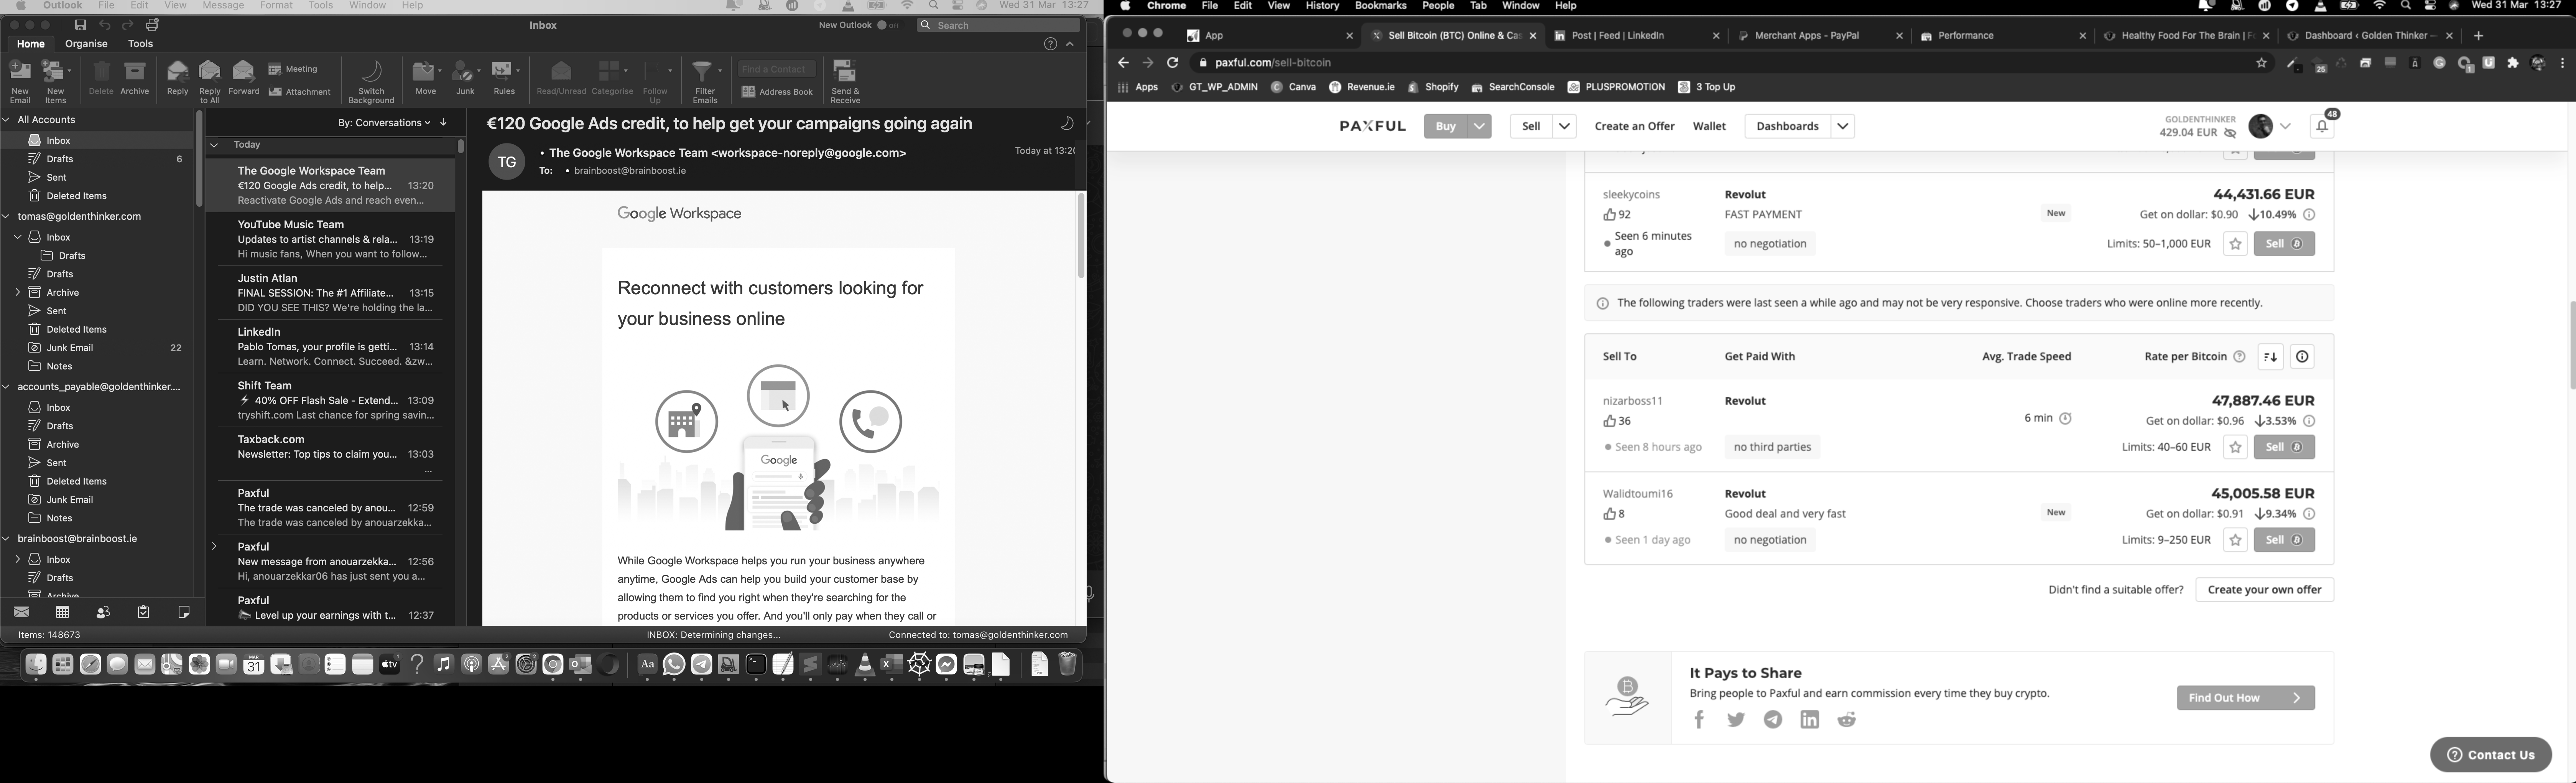 Outlook File Edit View Message Format Tools Window Help Wed 31 Mar 13:27
Inbox
New Outlook on
Search
Home Organise Tools
New Email
New Items
Delete
Archive
Reply
Reply to All
Forward
Meeting
Attachment
Switch Background
Move
Junk
Rules
Read/Unread
Categorise
Follow Up
Filter Emails
Find a Contact
Address Book
Send & Receive
All Accounts
Inbox
Drafts 6
Sent
Deleted Items
tomas@goldenthinker.com
Inbox
Drafts
Drafts
Archive
Sent
Deleted Items
Junk Email 22
Notes
accounts_payable@goldenthinker....
Inbox
Drafts
Archive
Sent
Deleted Items
Junk Email
Notes
brainboost@brainboost.ie
Inbox
Drafts
Archive
By: Conversations
Today
The Google Workspace Team
€120 Google Ads credit, to help... 13:20
Reactivate Google Ads and reach even...
YouTube Music Team
Updates to artist channels & rela... 13:19
Hi music fans, When you want to follow...
Justin Atlan
FINAL SESSION: The #1 Affiliate... 13:15
DID YOU SEE THIS? We're holding the la...
LinkedIn
Pablo Tomas, your profile is getti... 13:14
Learn. Network. Connect. Succeed. &zw...
Shift Team
⚡ 40% OFF Flash Sale - Extend... 13:09
tryshift.com Last chance for spring savin...
Taxback.com
Newsletter: Top tips to claim you... 13:03
...
Paxful
The trade was canceled by anou... 12:59
The trade was canceled by anouarzekka...
Paxful
New message from anouarzekka... 12:56
Hi, anouarzekkar06 has just sent you a...
Paxful
Level up your earnings with t... 12:37
€120 Google Ads credit, to help get your campaigns going again
TG
• The Google Workspace Team <workspace-noreply@google.com>
Today at 13:20
To: • brainboost@brainboost.ie
Google Workspace
Reconnect with customers looking for
your business online
Google
While Google Workspace helps you run your business anywhere
anytime, Google Ads can help you build your customer base by
allowing them to find you right when they're searching for the
products or services you offer. And you'll only pay when they call or
Items: 148673
INBOX: Determining changes...
Connected to: tomas@goldenthinker.com
MAR
31
tv
Aa
Chrome File Edit View History Bookmarks People Tab Window Help Wed 31 Mar 13:27
App
Sell Bitcoin (BTC) Online & Cas
Post | Feed | LinkedIn
Merchant Apps - PayPal
Performance
Healthy Food For The Brain | Fo
Dashboard ‹ Golden Thinker —
paxful.com/sell-bitcoin
25
Apps GT_WP_ADMIN Canva Revenue.ie Shopify SearchConsole PLUSPROMOTION 3 Top Up
PAXFUL
Buy
Sell
Create an Offer
Wallet
Dashboards
GOLDENTHINKER
429.04 EUR
48
sleekycoins Revolut 44,431.66 EUR
92 FAST PAYMENT New Get on dollar: $0.90 ↓10.49%
Seen 6 minutes ago no negotiation Limits: 50–1,000 EUR Sell
The following traders were last seen a while ago and may not be very responsive. Choose traders who were online more recently.
Sell To Get Paid With Avg. Trade Speed Rate per Bitcoin
nizarboss11 Revolut 47,887.46 EUR
36 6 min Get on dollar: $0.96 ↓3.53%
Seen 8 hours ago no third parties Limits: 40–60 EUR Sell
Walidtoumi16 Revolut 45,005.58 EUR
8 Good deal and very fast New Get on dollar: $0.91 ↓9.34%
Seen 1 day ago no negotiation Limits: 9–250 EUR Sell
Didn't find a suitable offer? Create your own offer
It Pays to Share
Bring people to Paxful and earn commission every time they buy crypto.
Find Out How
Contact Us